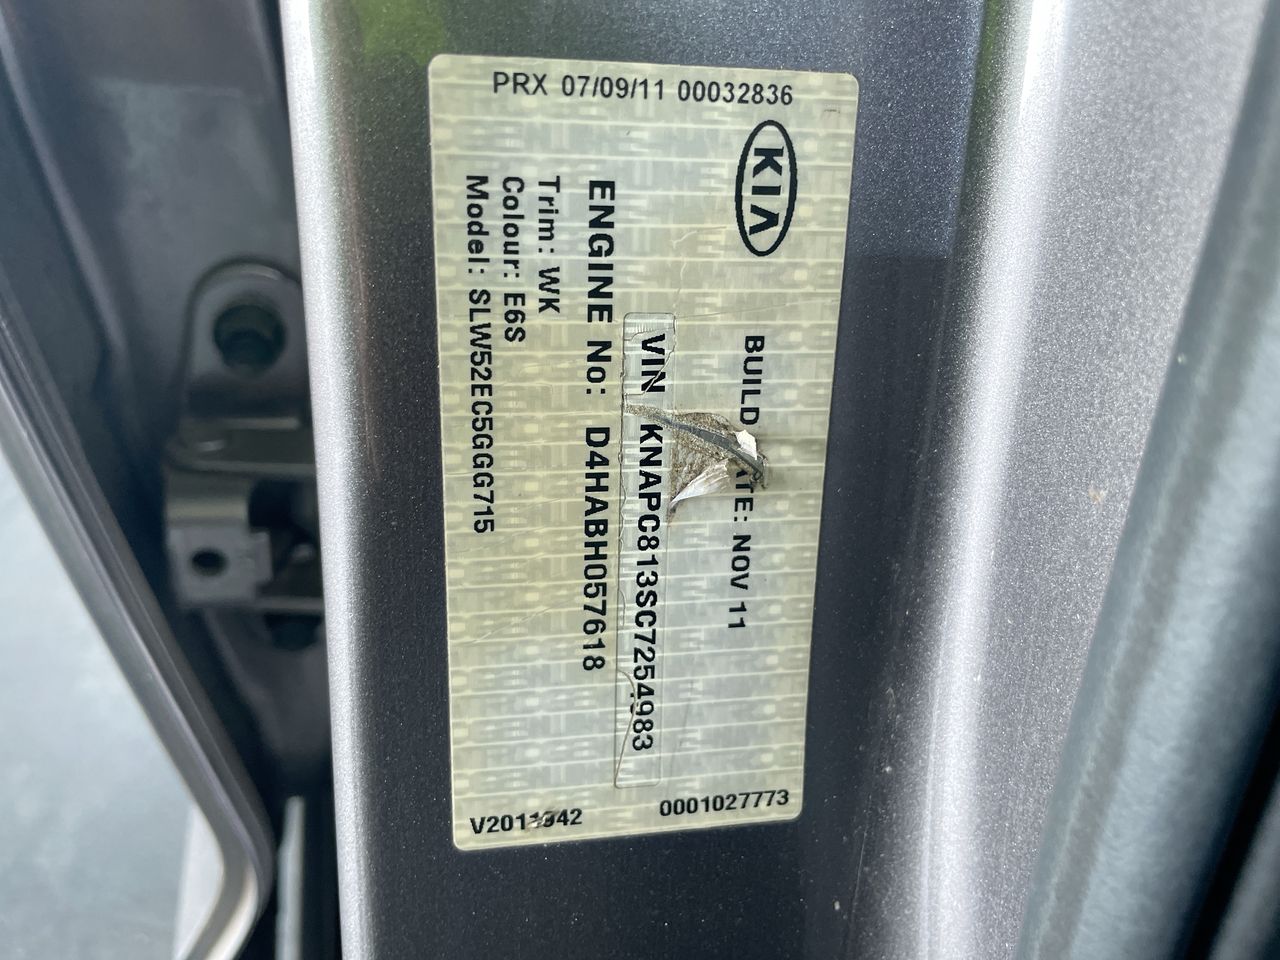 PRX 07/09/11 00032836
KIA
BUILD ATE: NOV 11
VIN KNAPC813SC7254983
ENGINE No: D4HABH057618
Trim: WK
Colour: E6S
Model: SLW52EC5GGG715
0001027773